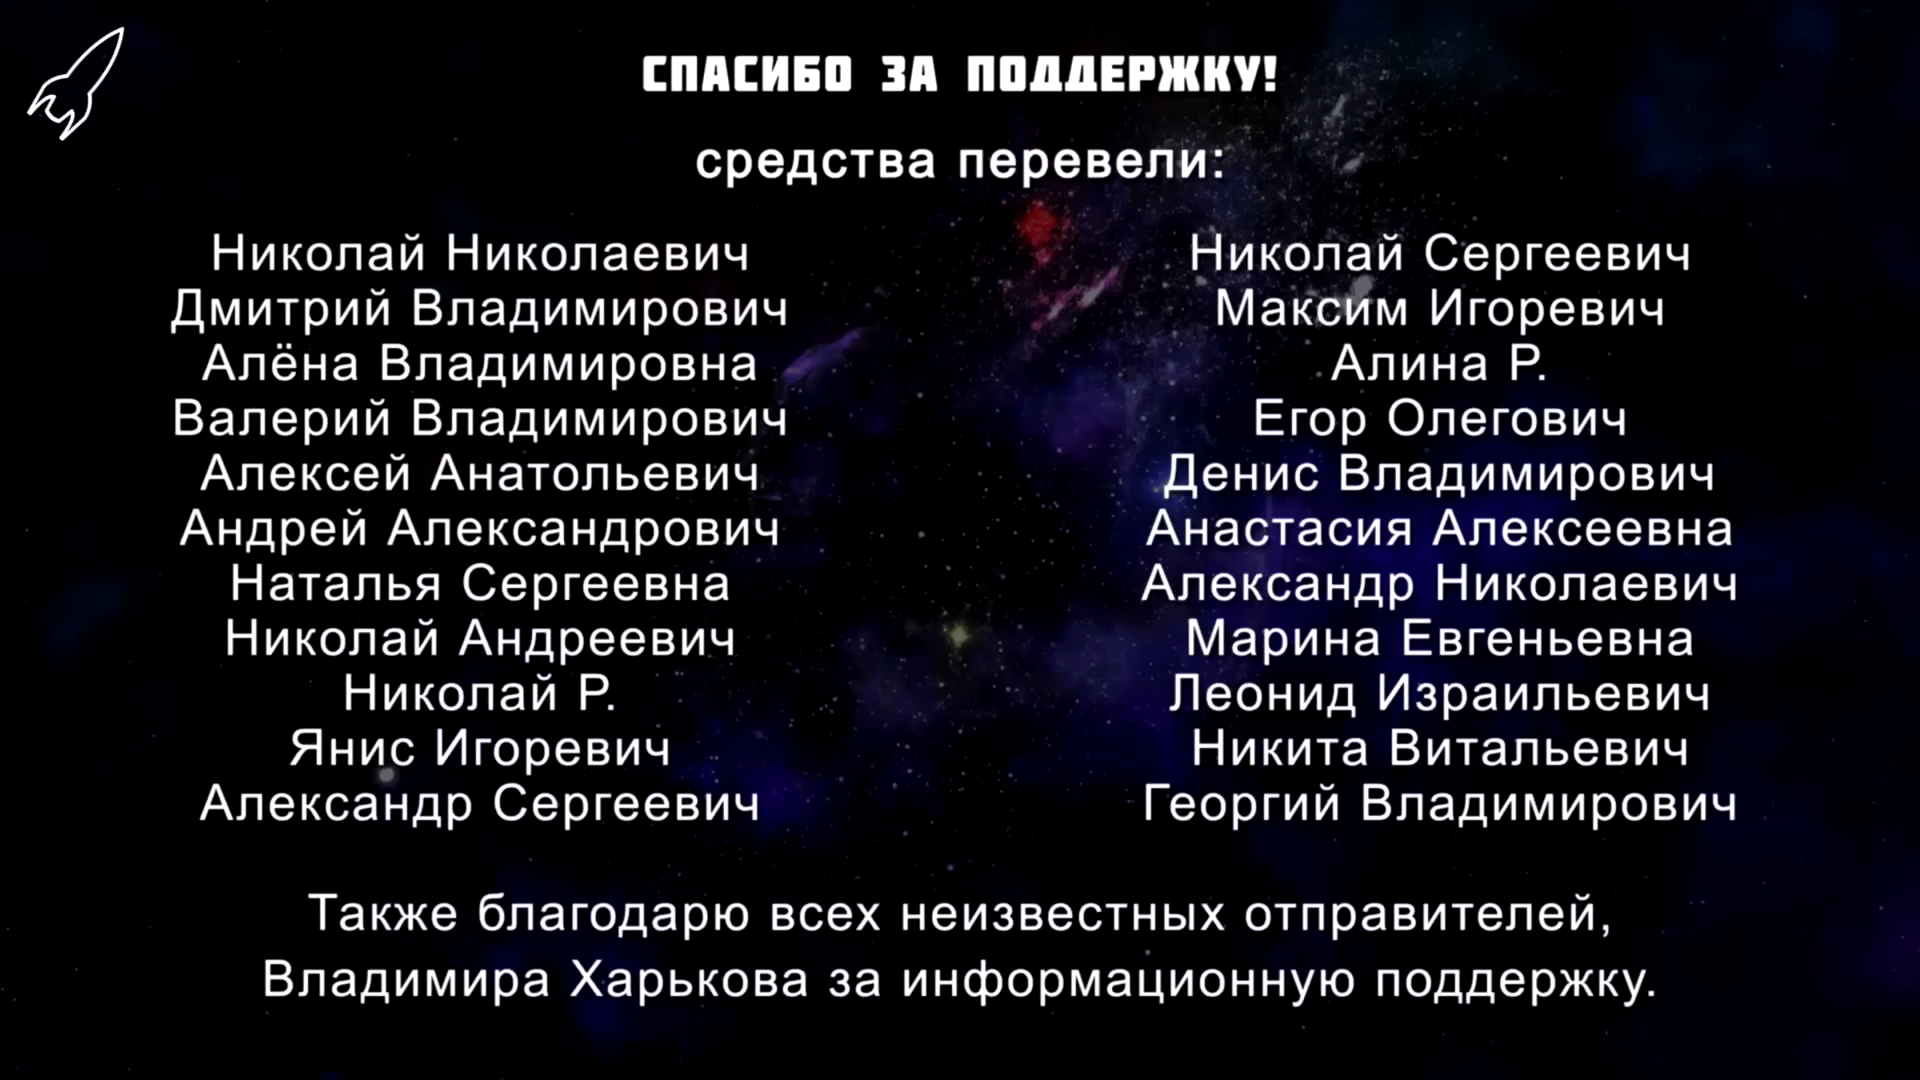 СПАСИБО ЗА ПОДДЕРЖКУ!
средства перевели:
Николай Николаевич
Дмитрий Владимирович
Алёна Владимировна
Валерий Владимирович
Алексей Анатольевич
Андрей Александрович
Наталья Сергеевна
Николай Андреевич
Николай Р.
Янис Игоревич
Александр Сергеевич
Николай Сергеевич
Максим Игоревич
Алина Р.
Егор Олегович
Денис Владимирович
Анастасия Алексеевна
Александр Николаевич
Марина Евгеньевна
Леонид Израильевич
Никита Витальевич
Георгий Владимирович
Также благодарю всех неизвестных отправителей,
Владимира Харькова за информационную поддержку.